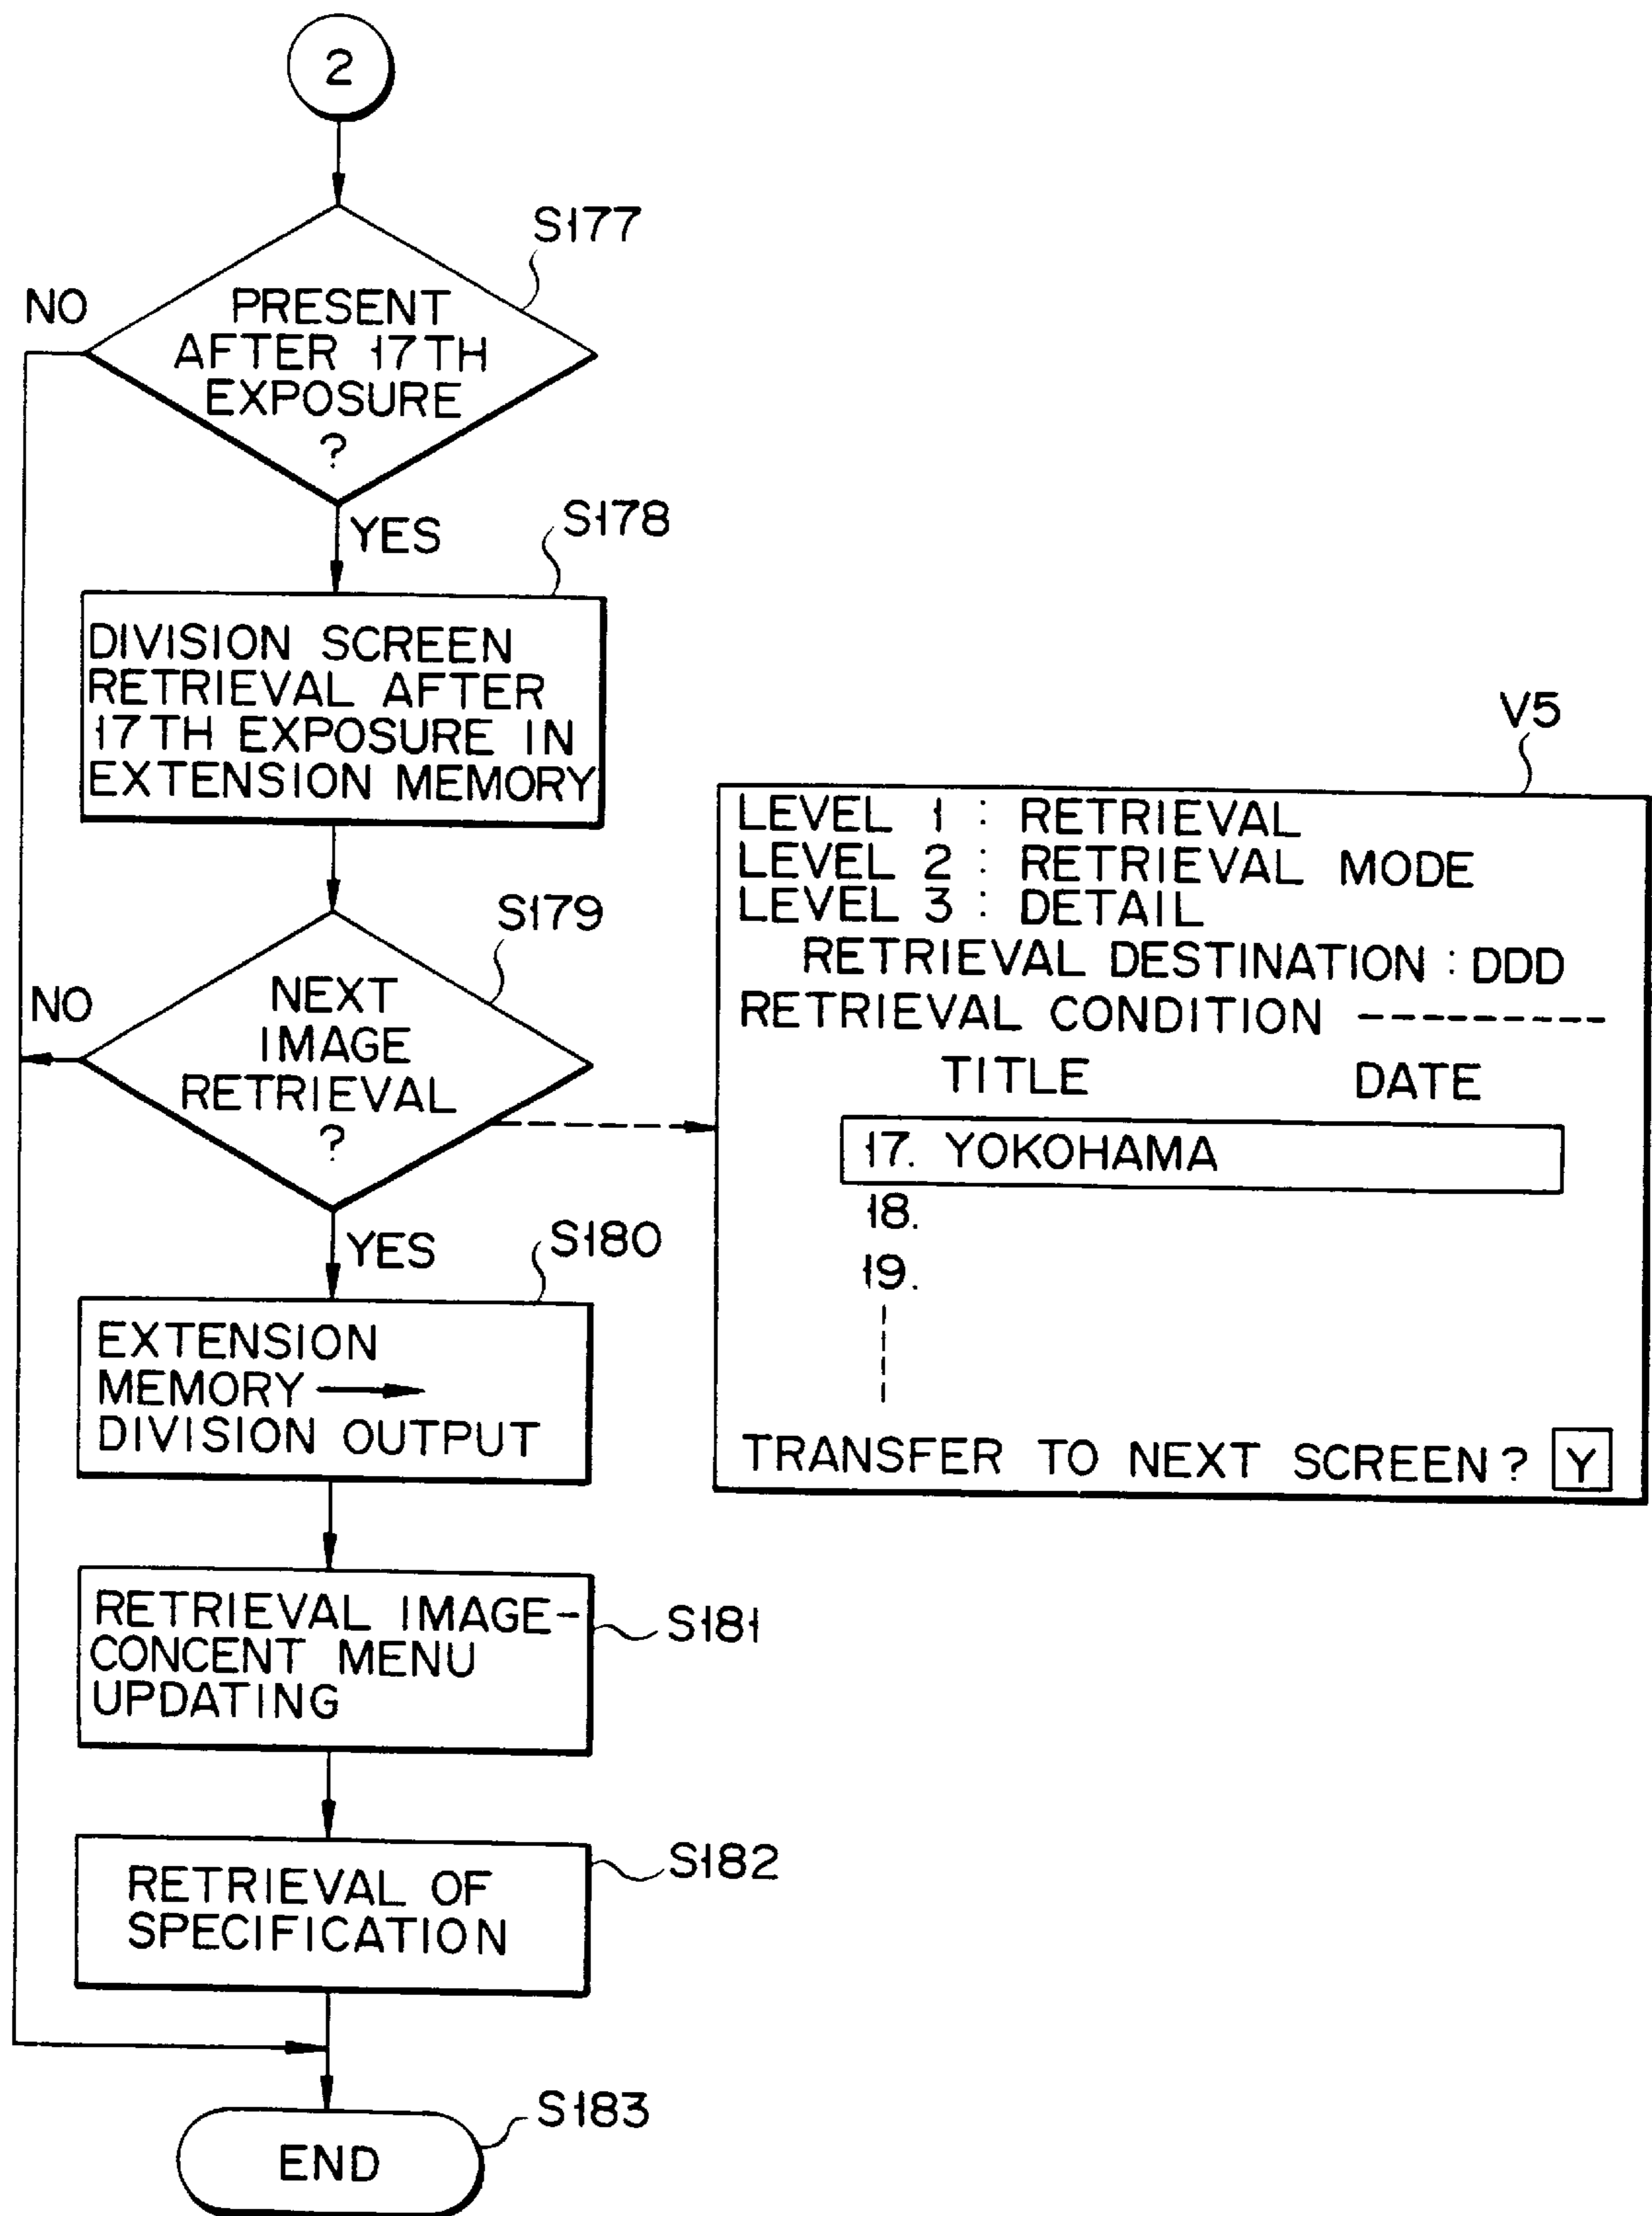 2
S177
NO
PRESENT
AFTER 17TH
EXPOSURE
?
YES
S178
DIVISION SCREEN
RETRIEVAL AFTER
17TH EXPOSURE IN
EXTENSION MEMORY
S179
NO
NEXT
IMAGE
RETRIEVAL
?
YES
V5
LEVEL 1 : RETRIEVAL
LEVEL 2 : RETRIEVAL MODE
LEVEL 3 : DETAIL
RETRIEVAL DESTINATION : DDD
RETRIEVAL CONDITION ---------
TITLE DATE
17. YOKOHAMA
18.
19.
TRANSFER TO NEXT SCREEN? Y
S180
EXTENSION
MEMORY →
DIVISION OUTPUT
S181
RETRIEVAL IMAGE-
CONCENT MENU
UPDATING
S182
RETRIEVAL OF
SPECIFICATION
S183
END